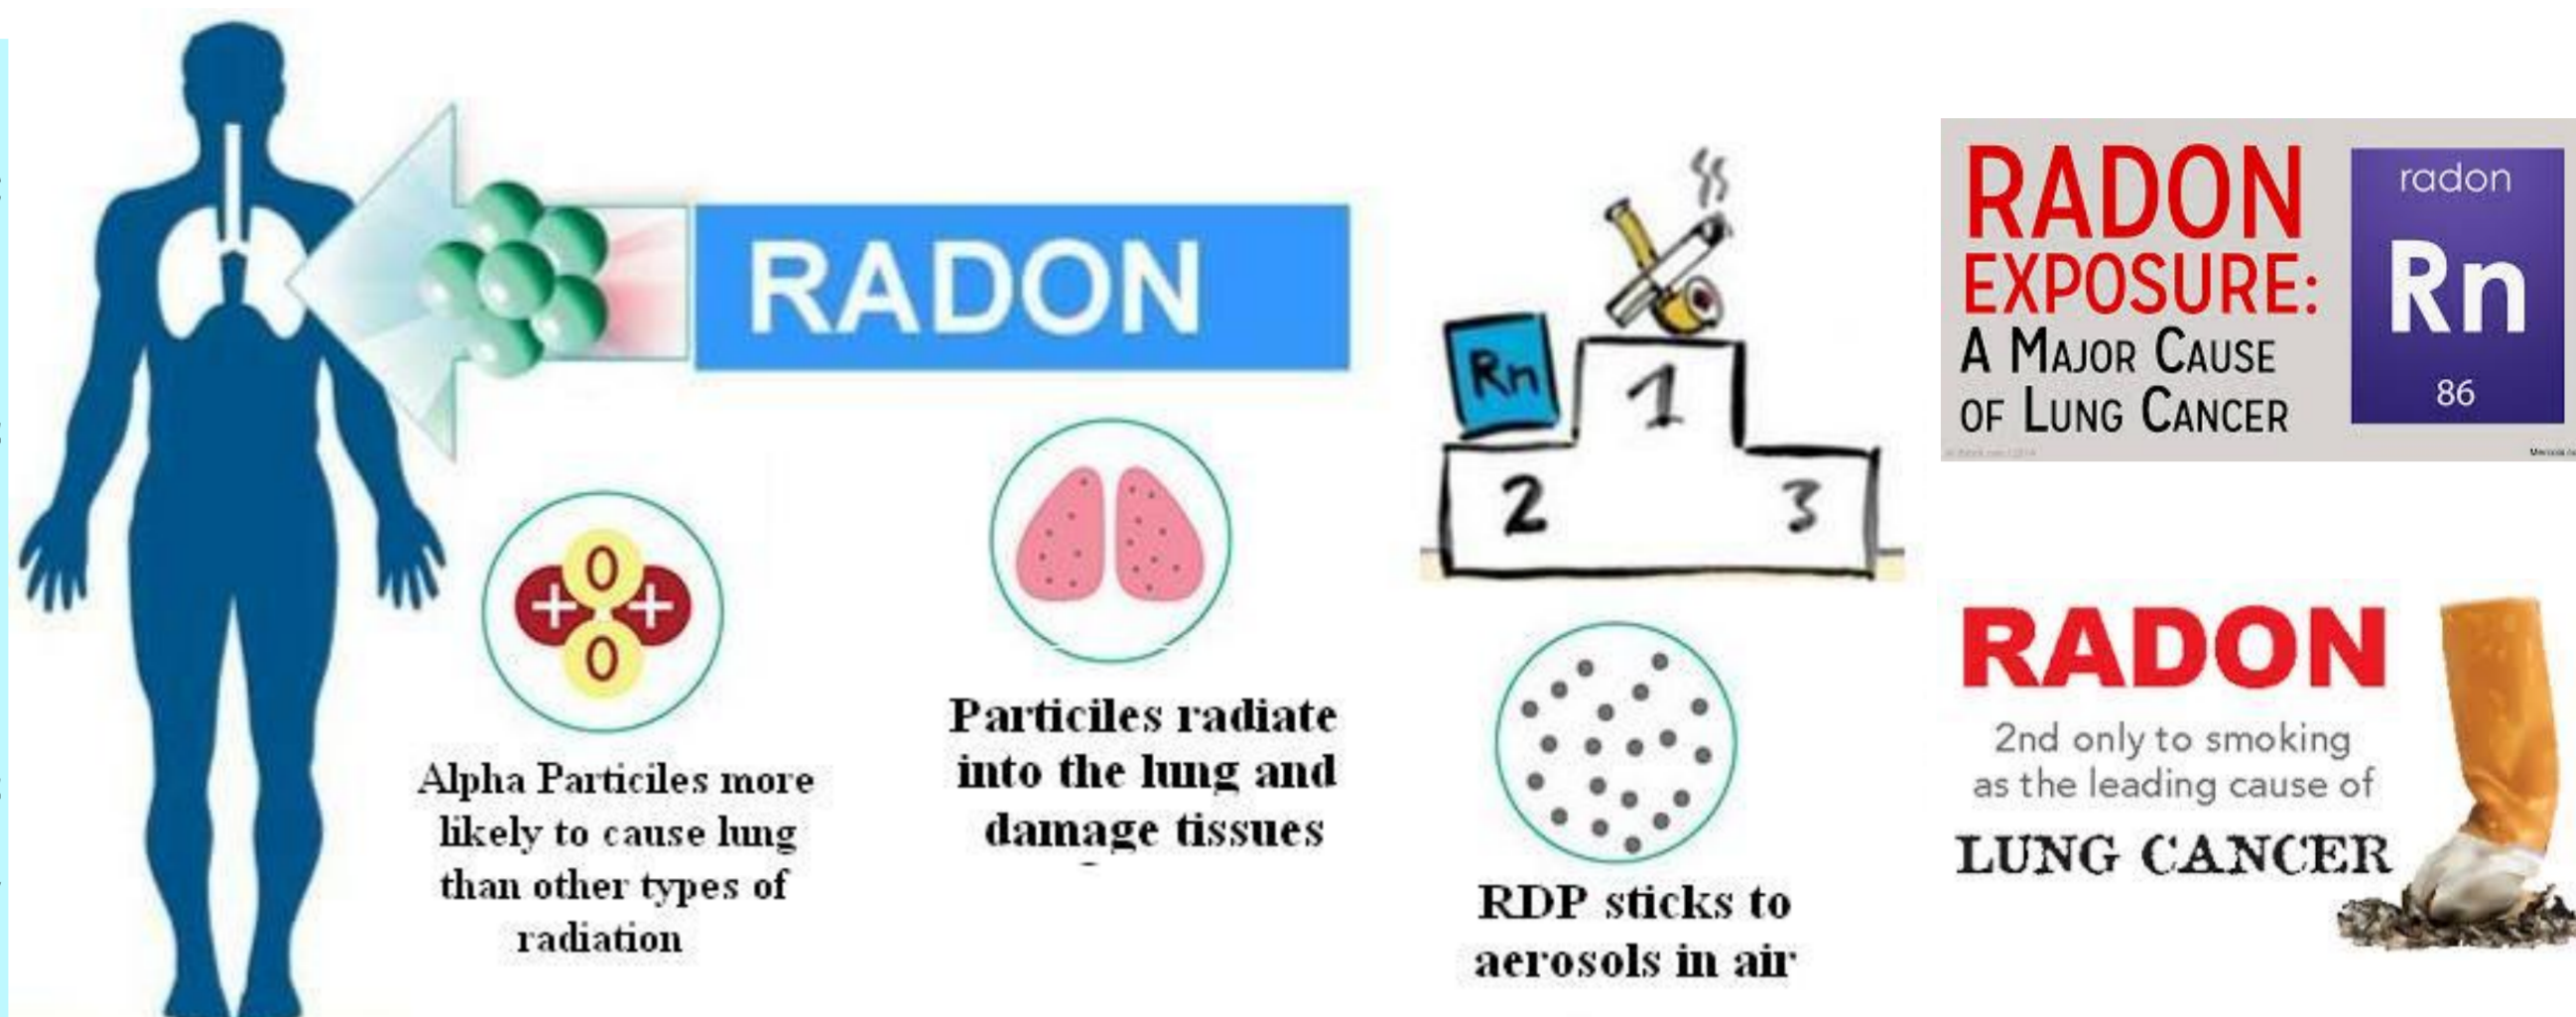 RADON
Alpha Particiles more
likely to cause lung
than other types of
radiation
Particiles radiate
into the lung and
damage tissues
Rn
1
2
3
RDP sticks to
aerosols in air
RADON
EXPOSURE:
A MAJOR CAUSE
OF LUNG CANCER
radon
Rn
86
RADON
2nd only to smoking
as the leading cause of
LUNG CANCER